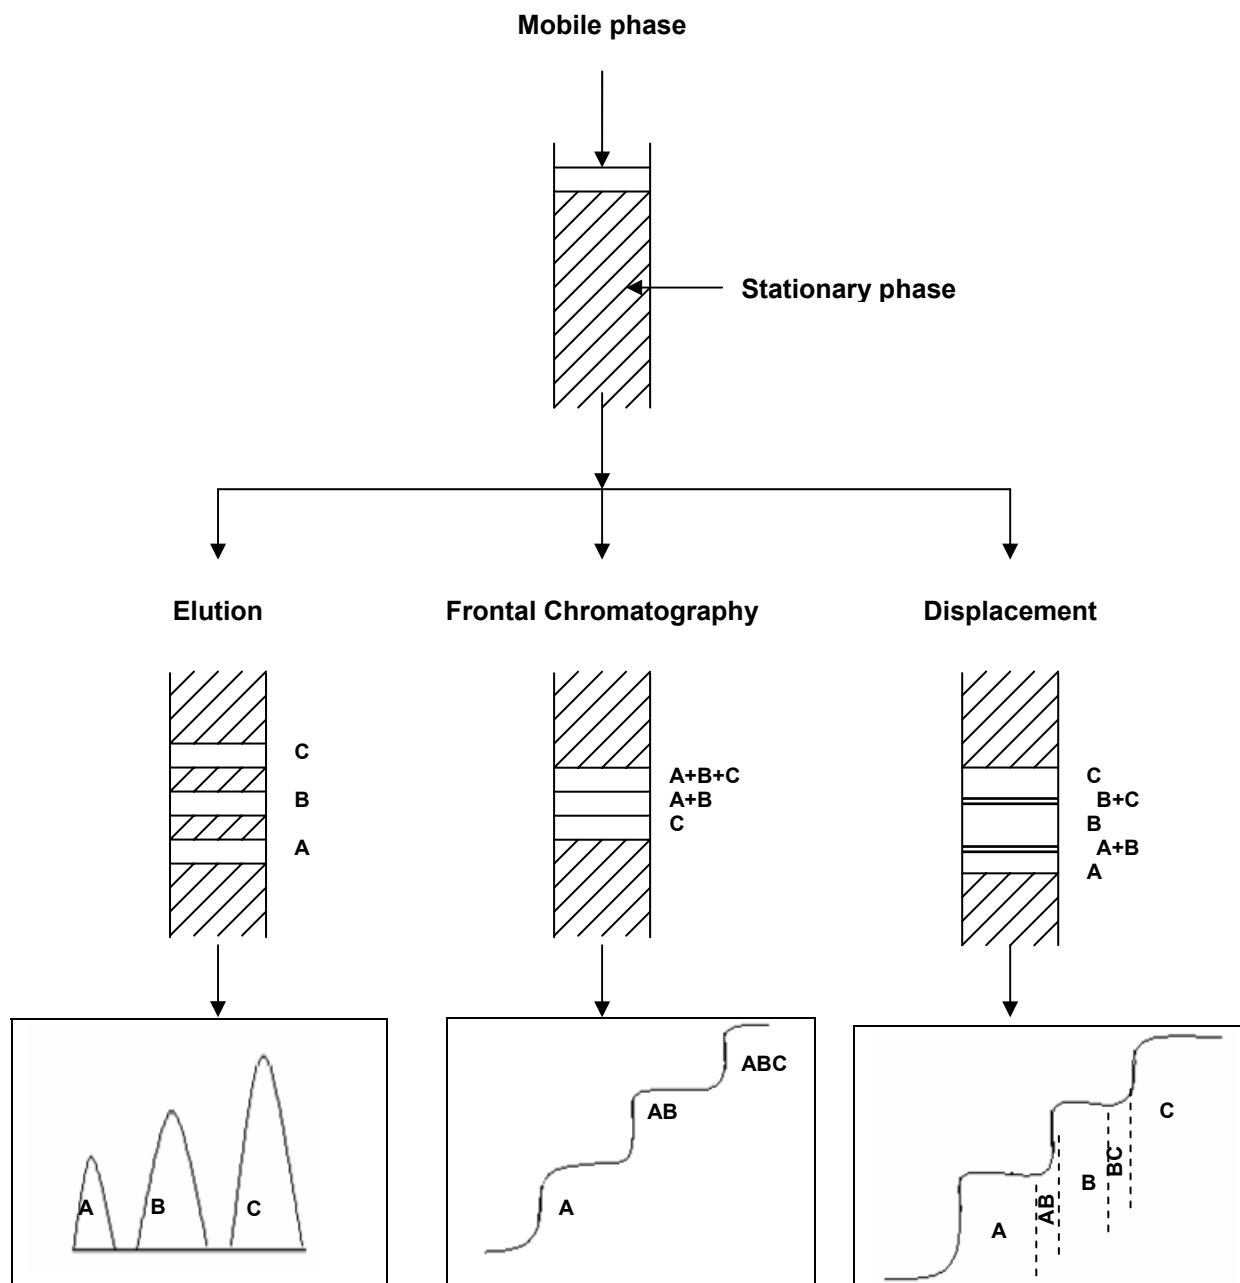 Mobile phase
Stationary phase
Elution
Frontal Chromatography
Displacement
C
B
A
A+B+C
A+B
C
C
B+C
B
A+B
A
A
B
C
A
AB
ABC
A
AB
B
BC
C